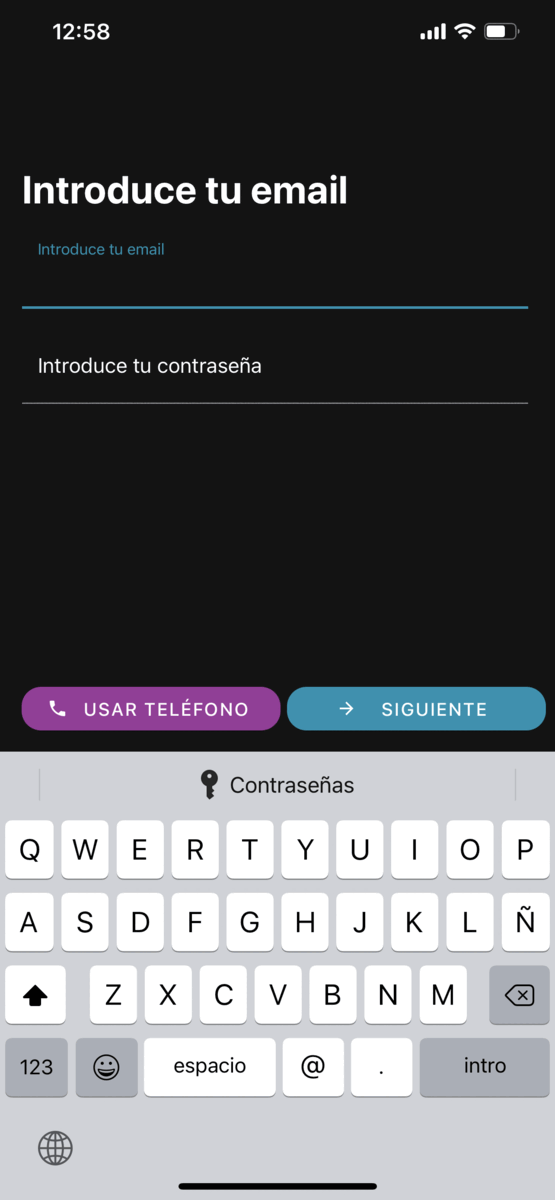 12:58
Introduce tu email
Introduce tu email
Introduce tu contraseña
USAR TELÉFONO SIGUIENTE
Contraseñas
Q W E R T Y U I O P
A S D F G H J K L Ñ
Z X C V B N M
123 espacio @ . intro